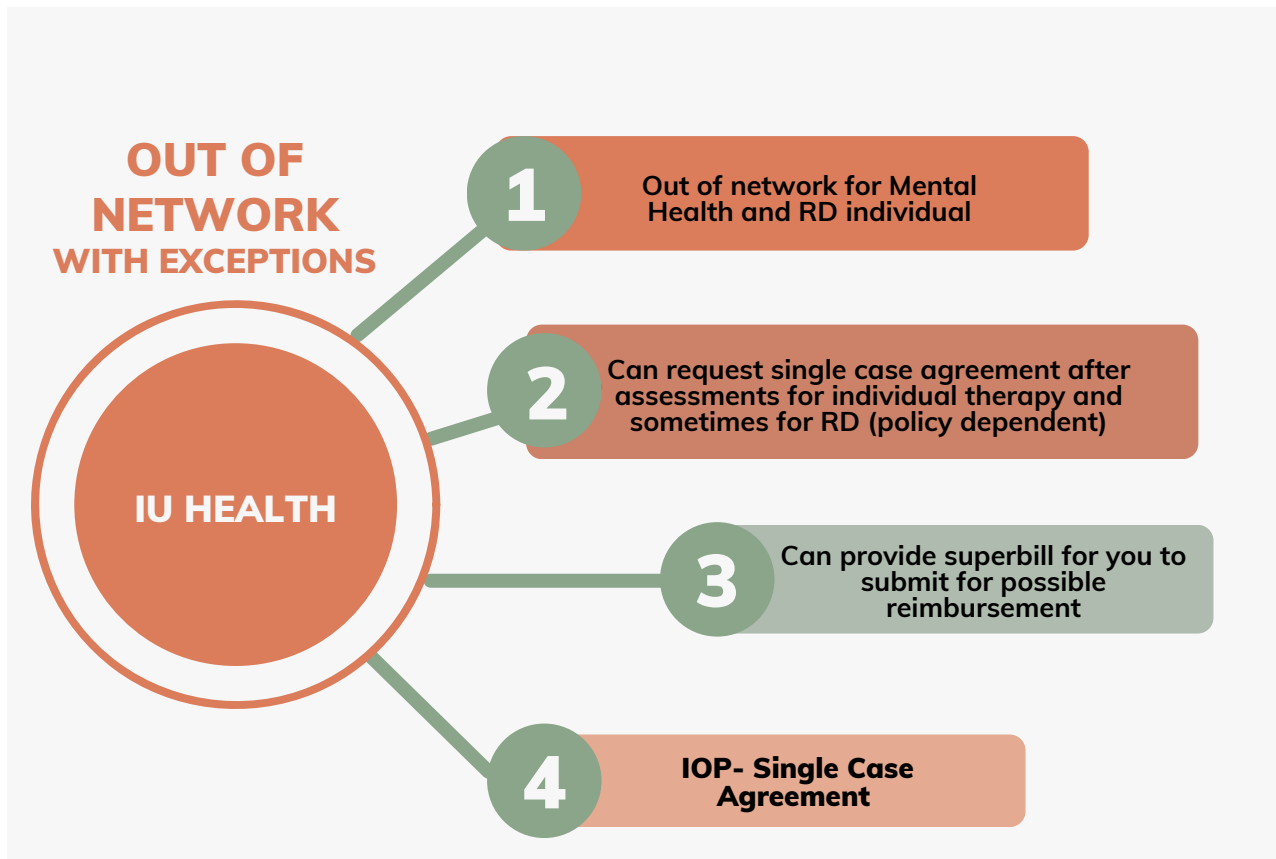 OUT OF
NETWORK
WITH EXCEPTIONS
IU HEALTH
1
Out of network for Mental
Health and RD individual
2
Can request single case agreement after
assessments for individual therapy and
sometimes for RD (policy dependent)
3
Can provide superbill for you to
submit for possible
reimbursement
4
IOP- Single Case
Agreement